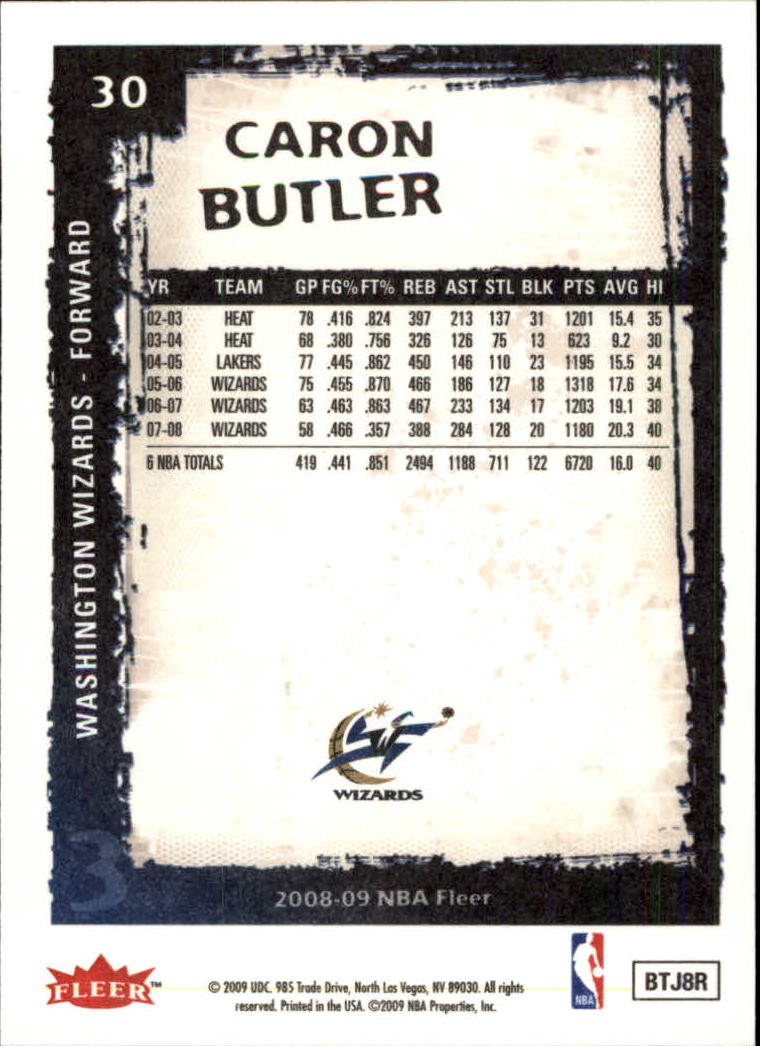 30
CARON
BUTLER
WASHINGTON WIZARDS - FORWARD
YR TEAM GP FG% FT% REB AST STL BLK PTS AVG HI
02-03 HEAT 78 .416 .824 397 213 137 31 1201 15.4 35
03-04 HEAT 68 .380 .756 326 126 75 13 623 9.2 30
04-05 LAKERS 77 .445 .862 450 146 110 23 1195 15.5 34
05-06 WIZARDS 75 .455 .870 466 186 127 18 1318 17.6 34
06-07 WIZARDS 63 .463 .863 467 233 134 17 1203 19.1 38
07-08 WIZARDS 58 .466 .357 388 284 128 20 1180 20.3 40
6 NBA TOTALS 419 .441 .851 2494 1188 711 122 6720 16.0 40
WIZARDS
3
2008-09 NBA Fleer
FLEER™
© 2009 UDC. 985 Trade Drive, North Las Vegas, NV 89030. All rights
reserved. Printed in the USA. ©2009 NBA Properties, Inc.
NBA
BTJ8R